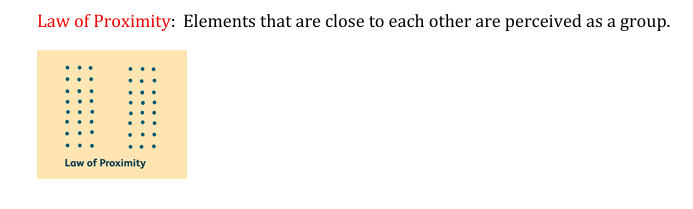 Law of Proximity: Elements that are close to each other are perceived as a group.
Law of Proximity